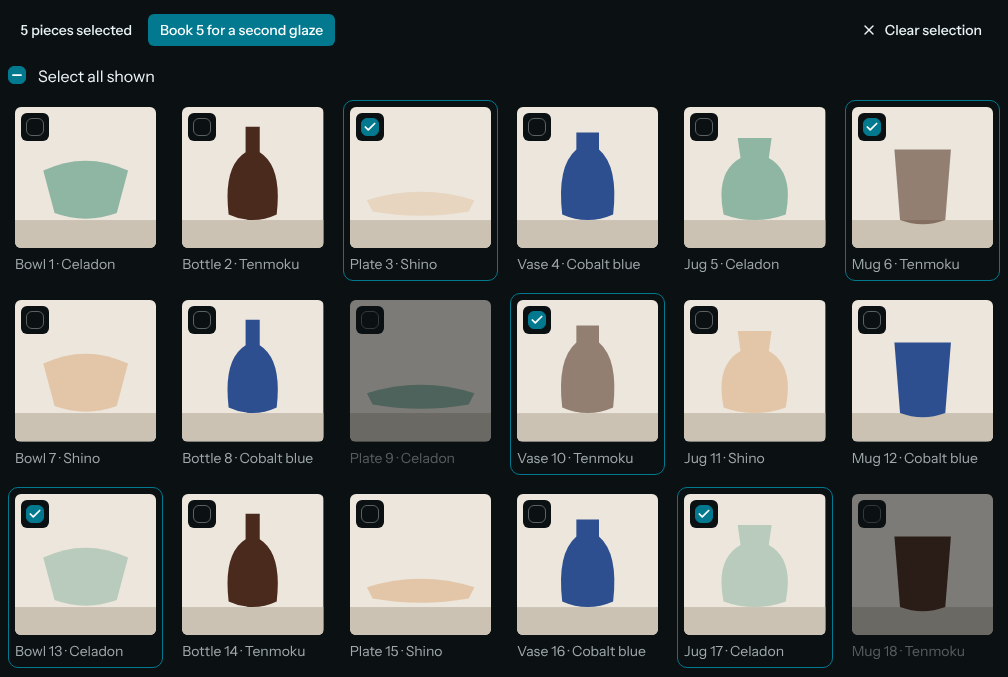 5 pieces selected
Book 5 for a second glaze
Clear selection
Select all shown
Bowl 1 · Celadon
Bottle 2 · Tenmoku
Plate 3 · Shino
Vase 4 · Cobalt blue
Jug 5 · Celadon
Mug 6 · Tenmoku
Bowl 7 · Shino
Bottle 8 · Cobalt blue
Plate 9 · Celadon
Vase 10 · Tenmoku
Jug 11 · Shino
Mug 12 · Cobalt blue
Bowl 13 · Celadon
Bottle 14 · Tenmoku
Plate 15 · Shino
Vase 16 · Cobalt blue
Jug 17 · Celadon
Mug 18 · Tenmoku